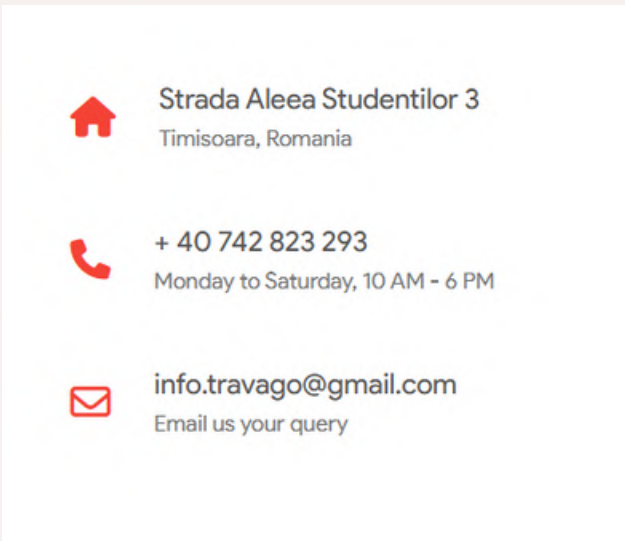 Strada Aleea Studentilor 3
Timisoara, Romania
+ 40 742 823 293
Monday to Saturday, 10 AM - 6 PM
info.travago@gmail.com
Email us your query